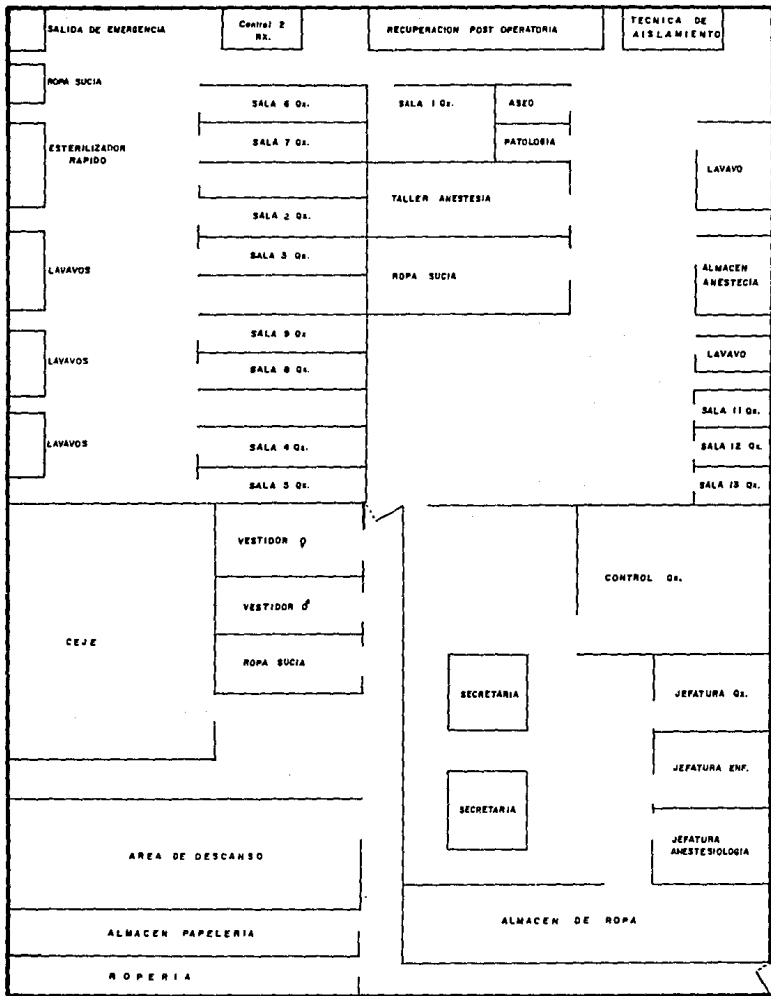 SALIDA DE EMERGENCIA
Control 2
RX.
RECUPERACION POST OPERATORIA
TECNICA DE
AISLAMIENTO
ROPA SUCIA
SALA 6 Qx.
SALA 1 Qx.
ASEO
ESTERILIZADOR
RAPIDO
SALA 7 Qx.
PATOLOGIA
LAVAVO
TALLER ANESTESIA
SALA 2 Qx.
SALA 3 Qx.
LAVAVOS
ROPA SUCIA
ALMACEN
ANESTECIA
SALA 9 Qx
LAVAVOS
SALA 8 Qx.
LAVAVO
SALA 11 Qx.
LAVAVOS
SALA 4 Qx.
SALA 12 Qx.
SALA 5 Qx.
SALA 13 Qx.
VESTIDOR ♀
CONTROL Qx.
VESTIDOR ♂
CEJE
ROPA SUCIA
SECRETARIA
JEFATURA Qx.
JEFATURA ENF.
SECRETARIA
JEFATURA
ANESTESIOLOGIA
AREA DE DESCANSO
ALMACEN DE ROPA
ALMACEN PAPELERIA
ROPERIA